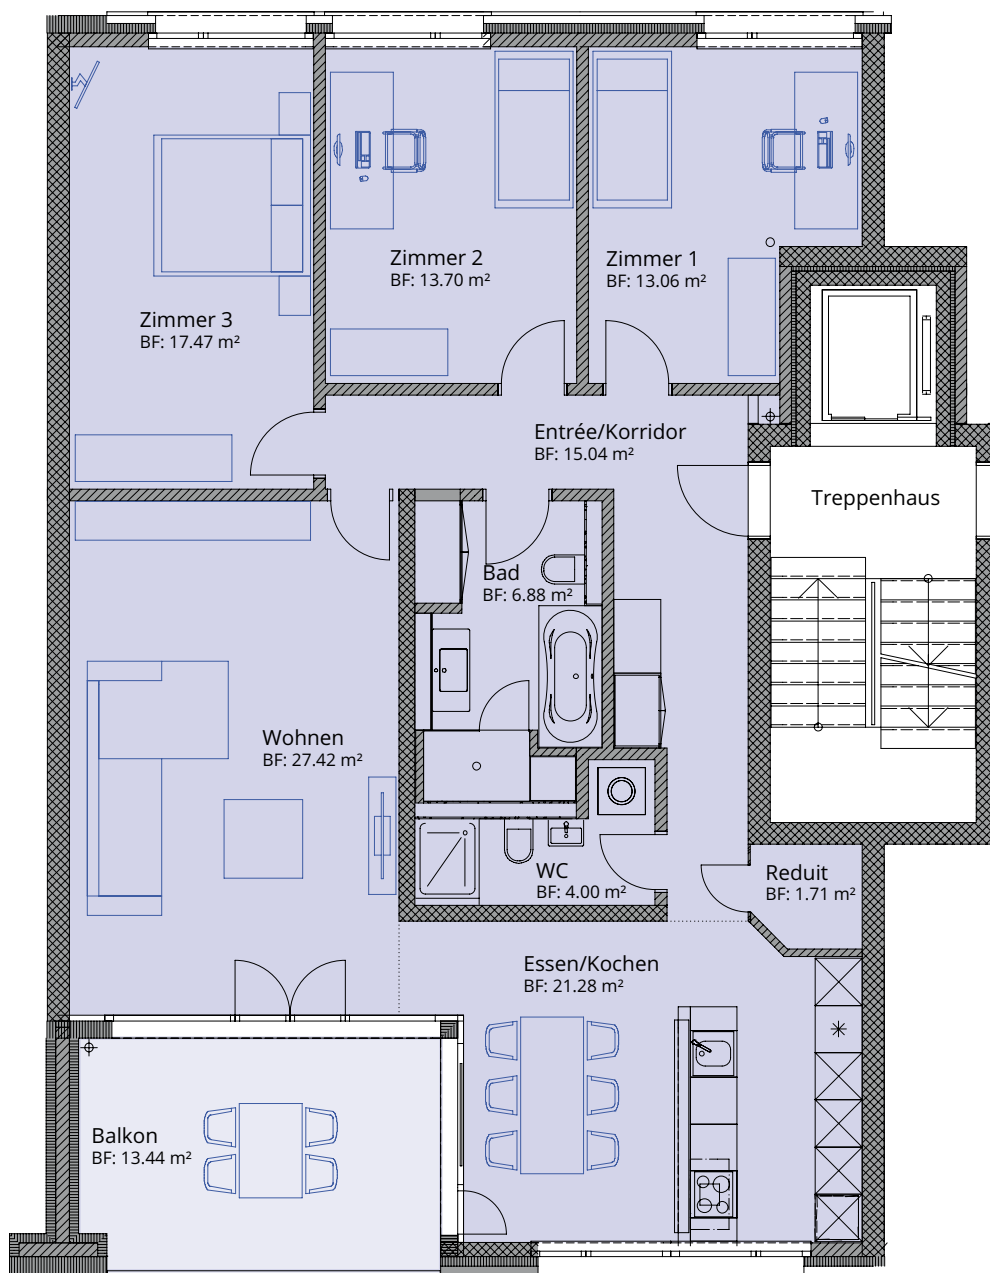 Zimmer 2
BF: 13.70 m²
Zimmer 1
BF: 13.06 m²
Zimmer 3
BF: 17.47 m²
Entrée/Korridor
BF: 15.04 m²
Treppenhaus
Bad
BF: 6.88 m²
Wohnen
BF: 27.42 m²
WC
BF: 4.00 m²
Reduit
BF: 1.71 m²
Essen/Kochen
BF: 21.28 m²
Balkon
BF: 13.44 m²